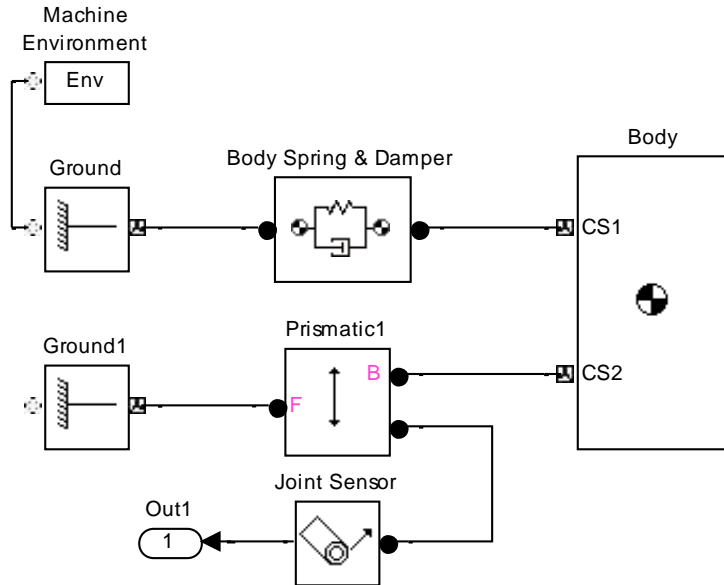 Machine
Environment
Env
Ground
Body Spring & Damper
Body
CS1
Ground1
Prismatic1
B
F
CS2
Joint Sensor
Out1
1